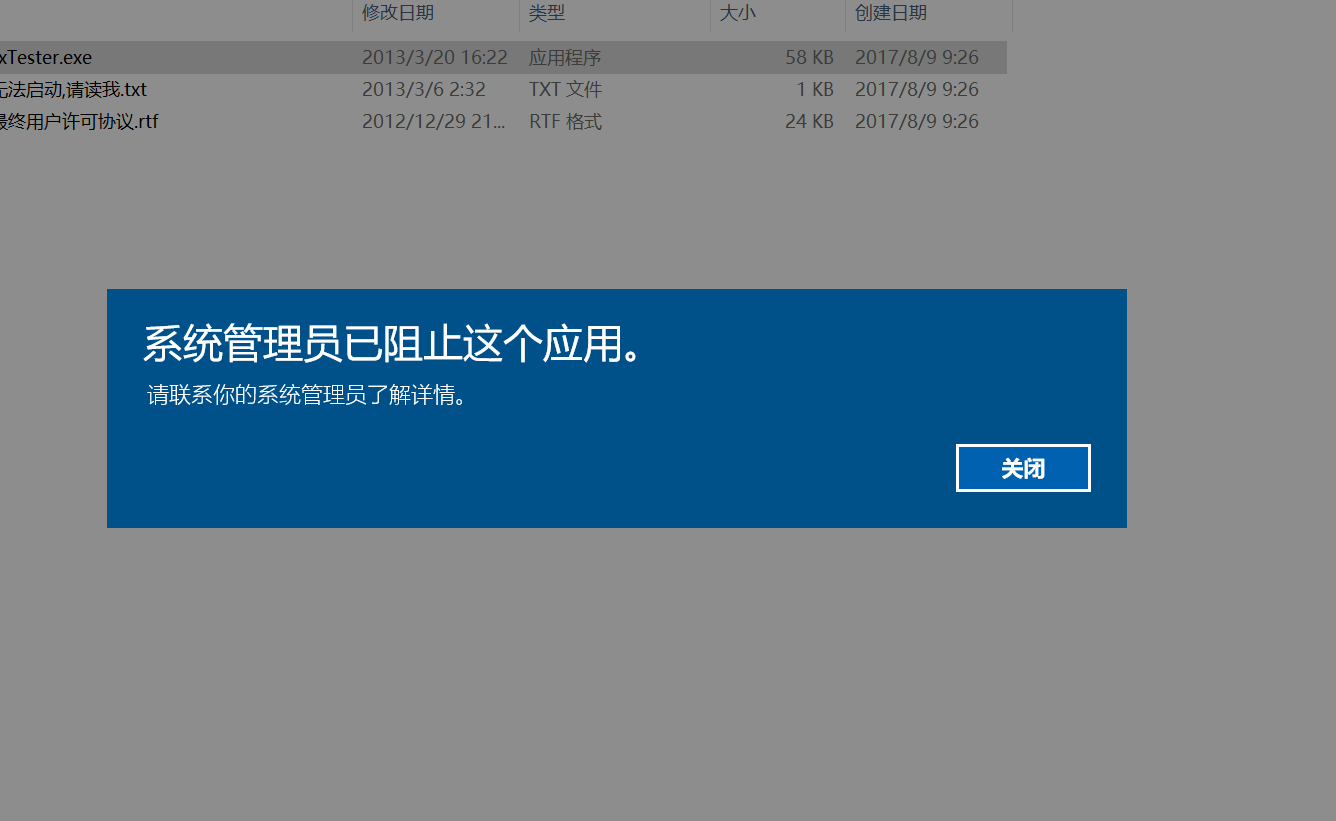 修改日期 类型 大小 创建日期
xTester.exe 2013/3/20 16:22 应用程序 58 KB 2017/8/9 9:26
无法启动,请读我.txt 2013/3/6 2:32 TXT 文件 1 KB 2017/8/9 9:26
最终用户许可协议.rtf 2012/12/29 21... RTF 格式 24 KB 2017/8/9 9:26
系统管理员已阻止这个应用。
请联系你的系统管理员了解详情。
关闭